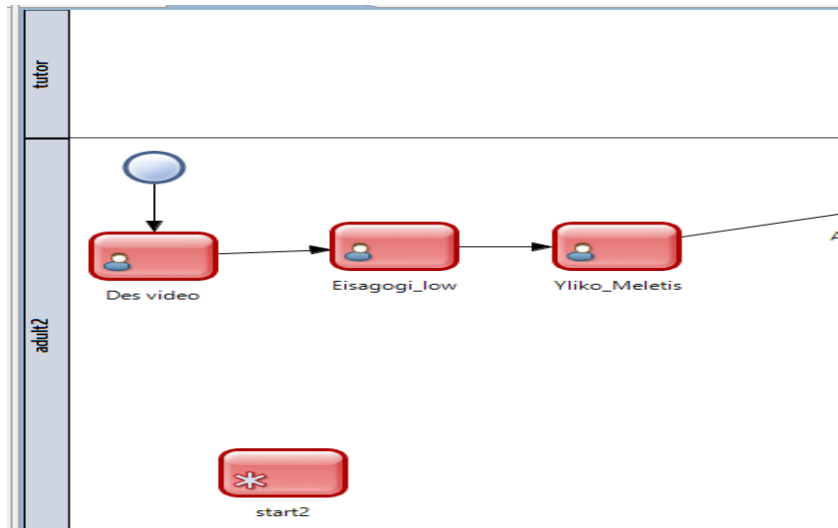 tutor
adult2
Des video
Eisagogi_low
Yliko_Meletis
A
start2